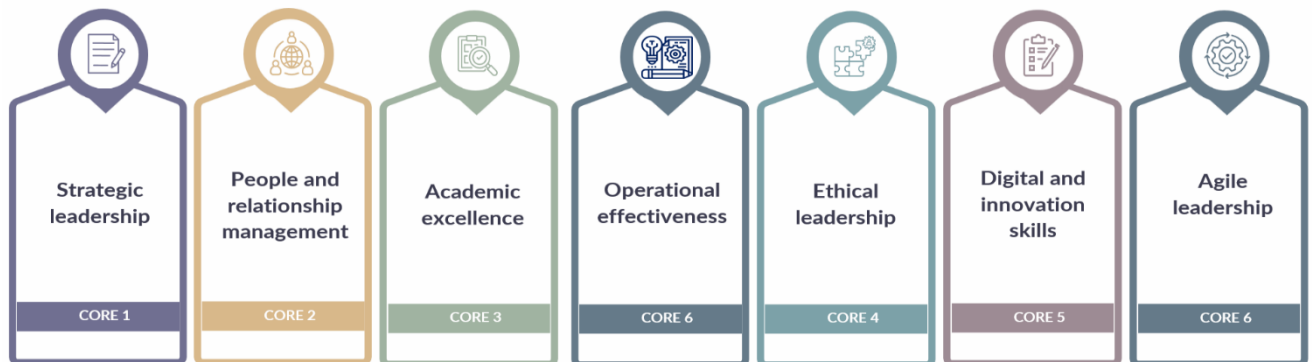 Strategic
leadership
CORE 1
People and
relationship
management
CORE 2
Academic
excellence
CORE 3
Operational
effectiveness
CORE 6
Ethical
leadership
CORE 4
Digital and
innovation
skills
CORE 5
Agile
leadership
CORE 6